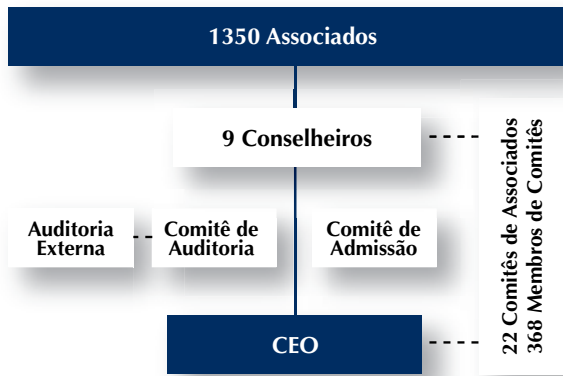 1350 Associados
9 Conselheiros
Auditoria
Externa
Comitê de
Auditoria
Comitê de
Admissão
CEO
22 Comitês de Associados
368 Membros de Comitês